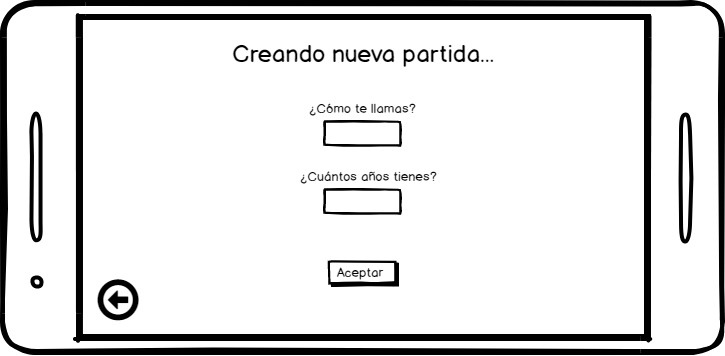 Creando nueva partida...
¿Cómo te llamas?
¿Cuántos años tienes?
Aceptar